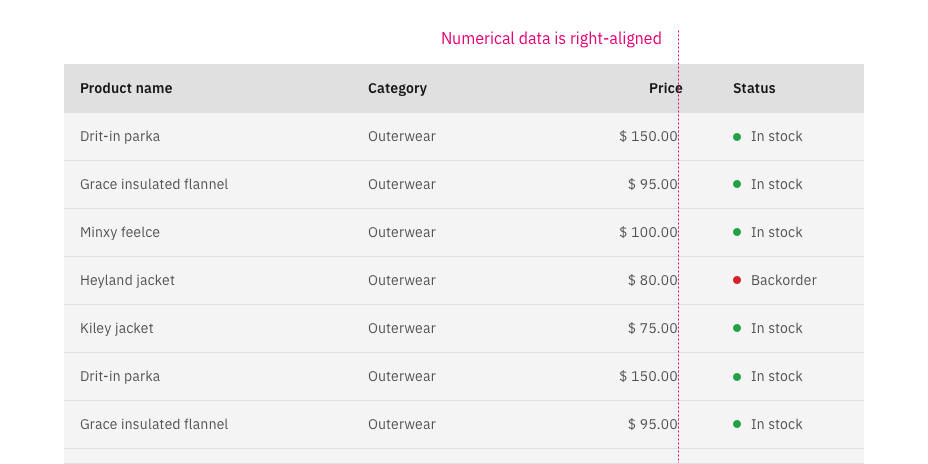 Numerical data is right-aligned
Product name Category Price Status
Drit-in parka Outerwear $ 150.00 In stock
Grace insulated flannel Outerwear $ 95.00 In stock
Minxy feelce Outerwear $ 100.00 In stock
Heyland jacket Outerwear $ 80.00 Backorder
Kiley jacket Outerwear $ 75.00 In stock
Drit-in parka Outerwear $ 150.00 In stock
Grace insulated flannel Outerwear $ 95.00 In stock